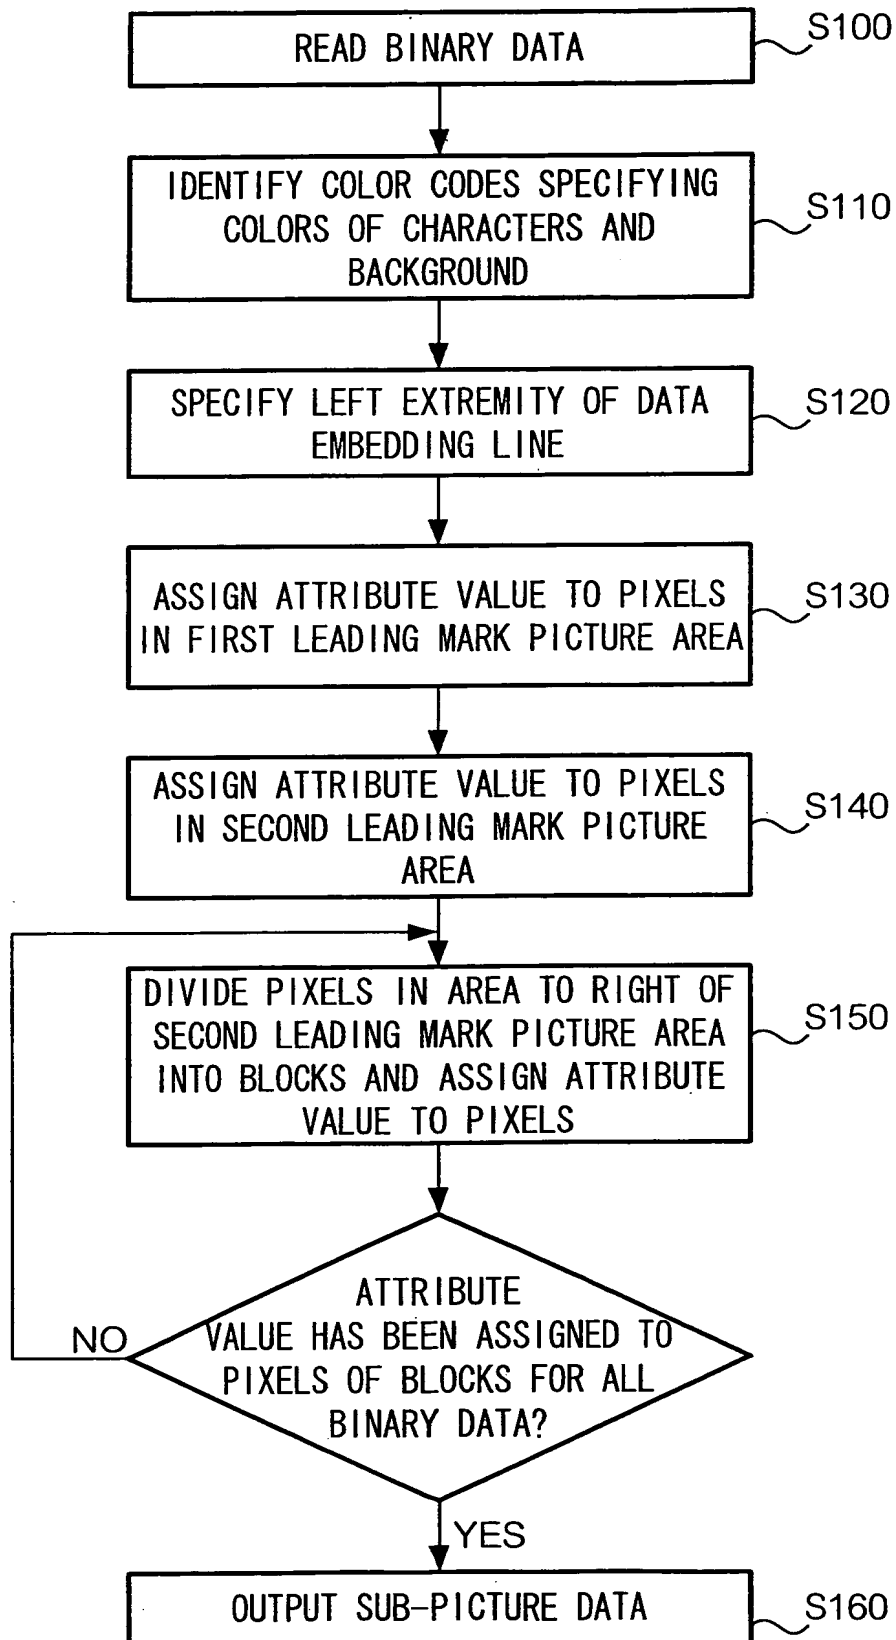 READ BINARY DATA
S100
IDENTIFY COLOR CODES SPECIFYING
COLORS OF CHARACTERS AND
BACKGROUND
S110
SPECIFY LEFT EXTREMITY OF DATA
EMBEDDING LINE
S120
ASSIGN ATTRIBUTE VALUE TO PIXELS
IN FIRST LEADING MARK PICTURE AREA
S130
ASSIGN ATTRIBUTE VALUE TO PIXELS
IN SECOND LEADING MARK PICTURE
AREA
S140
DIVIDE PIXELS IN AREA TO RIGHT OF
SECOND LEADING MARK PICTURE AREA
INTO BLOCKS AND ASSIGN ATTRIBUTE
VALUE TO PIXELS
S150
ATTRIBUTE
VALUE HAS BEEN ASSIGNED TO
PIXELS OF BLOCKS FOR ALL
BINARY DATA?
NO
YES
OUTPUT SUB-PICTURE DATA
S160